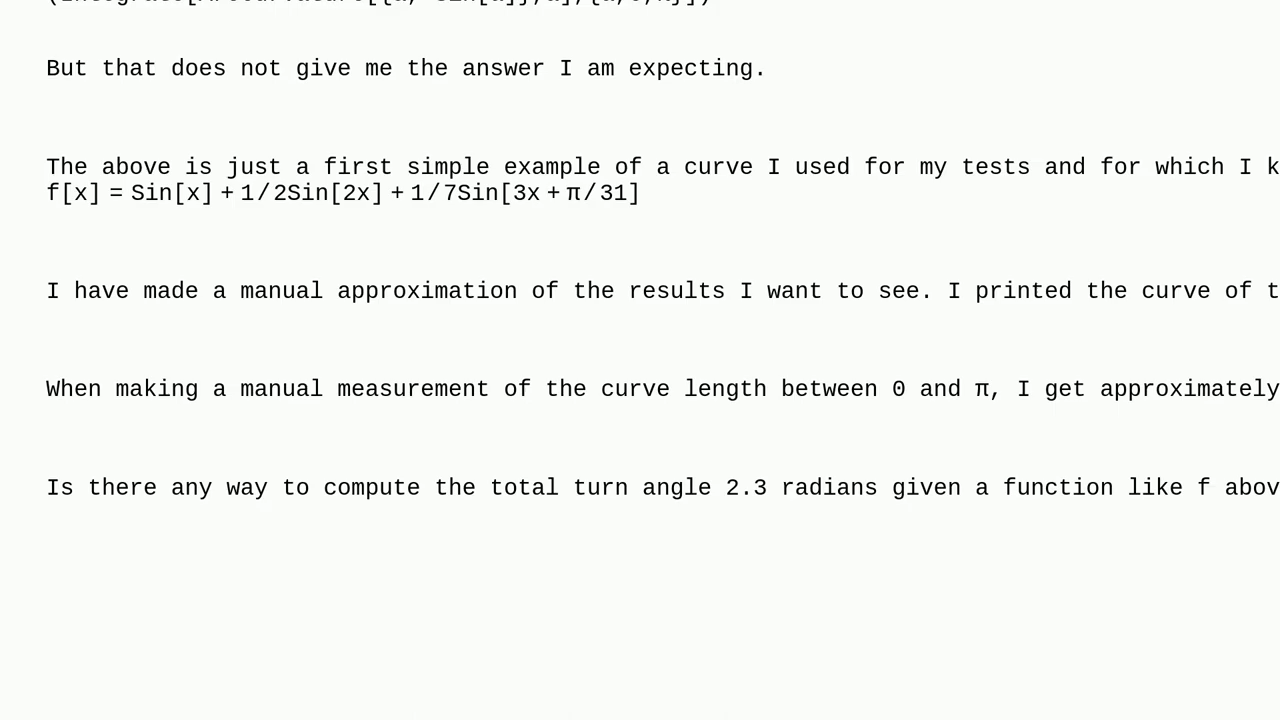 But that does not give me the answer I am expecting.
The above is just a first simple example of a curve I used for my tests and for which I
f[x] = Sin[x] + 1/2Sin[2x] + 1/7Sin[3x + π/31]
I have made a manual approximation of the results I want to see. I printed the curve of
When making a manual measurement of the curve length between 0 and π, I get approximately
Is there any way to compute the total turn angle 2.3 radians given a function like f